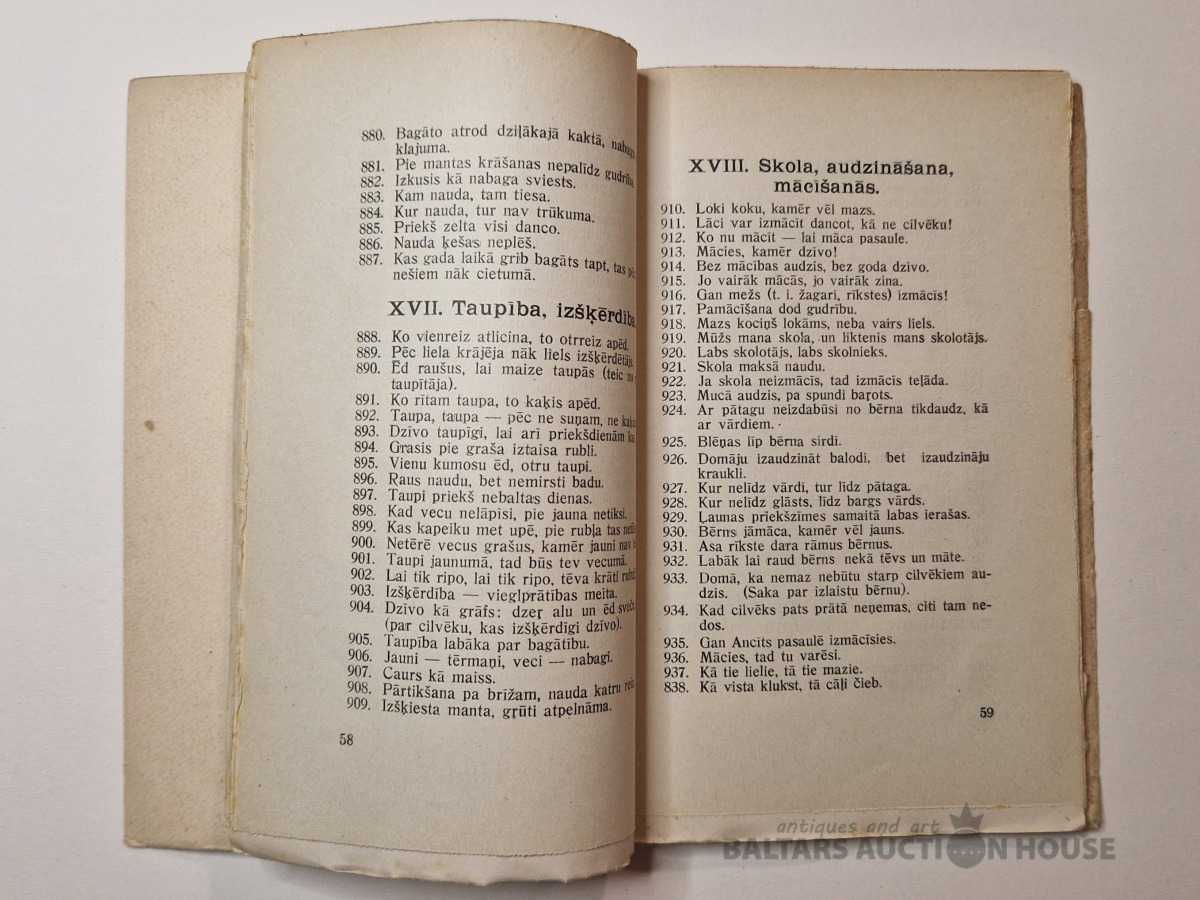 880. Bagāto atrod dziļākajā kaktā,
klajuma.
881. Pie mantas krāšanas nepalīdz
882. Izkusis kā nabaga sviests.
883. Kam nauda, tam tiesa.
884. Kur nauda, tur nav trūkuma.
885. Priekš zelta visi danco.
886. Nauda ķešas neplēš.
887. Kas gada laikā grib bagāts tapt, tas
nešiem nāk cietumā.
XVII. Taupība, izšķērdība
888. Ko vienreiz atlicina, to otrreiz apēd.
889. Pēc liela krājēja nāk liels izšķērdētājs.
890. Ēd raušus, lai maize taupās (teic
taupītāja).
891. Ko rītam taupa, to kaķis apēd.
892. Taupa, taupa — pēc ne suņam, ne
893. Dzīvo taupīgi, lai arī priekšdienām
894. Grasis pie graša iztaisa rubli.
895. Vienu kumosu ēd, otru taupi.
896. Raus naudu, bet nemirsti badu.
897. Taupi priekš nebaltas dienas.
898. Kad vecu nelāpīsi, pie jauna netiksi.
899. Kas kapeiku met upē, pie rubļa tas
900. Netērē vecus grašus, kamēr jauni nav
901. Taupi jaunumā, tad būs tev vecumā.
902. Lai tik ripo, lai tik ripo, tēva krāti
903. Izšķērdība — vieglprātības meita.
904. Dzīvo kā grāfs: dzer alu un ēd
(par cilvēku, kas izšķērdīgi dzīvo).
905. Taupība labāka par bagātību.
906. Jauni — tērmaņi, veci — nabagi.
907. Caurs kā maiss.
908. Pārtikšana pa brīžam, nauda katru
909. Izšķiesta manta, grūti atpelnāma.
58
XVIII. Skola, audzināšana,
mācīšanās.
910. Loki koku, kamēr vēl mazs.
911. Lāci var izmācīt dancot, kā ne cilvēku!
912. Ko nu mācīt — lai māca pasaule.
913. Mācies, kamēr dzīvo!
914. Bez mācības audzis, bez goda dzīvo.
915. Jo vairāk mācās, jo vairāk zina.
916. Gan mežs (t. i. žagari, rīkstes) izmācīs!
917. Pamācīšana dod gudrību.
918. Mazs kociņš lokāms, neba vairs liels.
919. Mūžs mana skola, un liktenis mans skolotājs.
920. Labs skolotājs, labs skolnieks.
921. Skola maksā naudu.
922. Ja skola neizmācīs, tad izmācīs teļāda.
923. Mucā audzis, pa spundi baŗots.
924. Ar pātagu neizdabūsi no bērna tikdaudz, kā
ar vārdiem.
925. Blēņas līp bērna sirdī.
926. Domāju izaudzināt balodi, bet izaudzināju
kraukli.
927. Kur nelīdz vārdi, tur līdz pātaga.
928. Kur nelīdz glāsts, līdz bargs vārds.
929. Ļaunas priekšzīmes samaitā labas ierašas.
930. Bērns jāmāca, kamēr vēl jauns.
931. Asa rīkste dara rāmus bērnus.
932. Labāk lai raud bērns nekā tēvs un māte.
933. Domā, ka nemaz nebūtu starp cilvēkiem au-
dzis. (Saka par izlaistu bērnu).
934. Kad cilvēks pats prātā neņemas, citi tam ne-
dos.
935. Gan Ancīts pasaulē izmācīsies.
936. Mācies, tad tu varēsi.
937. Kā tie lielie, tā tie mazie.
838. Kā vista klukst, tā cāļi čieb.
59
antiques and art
BALTARS AUCTION HOUSE